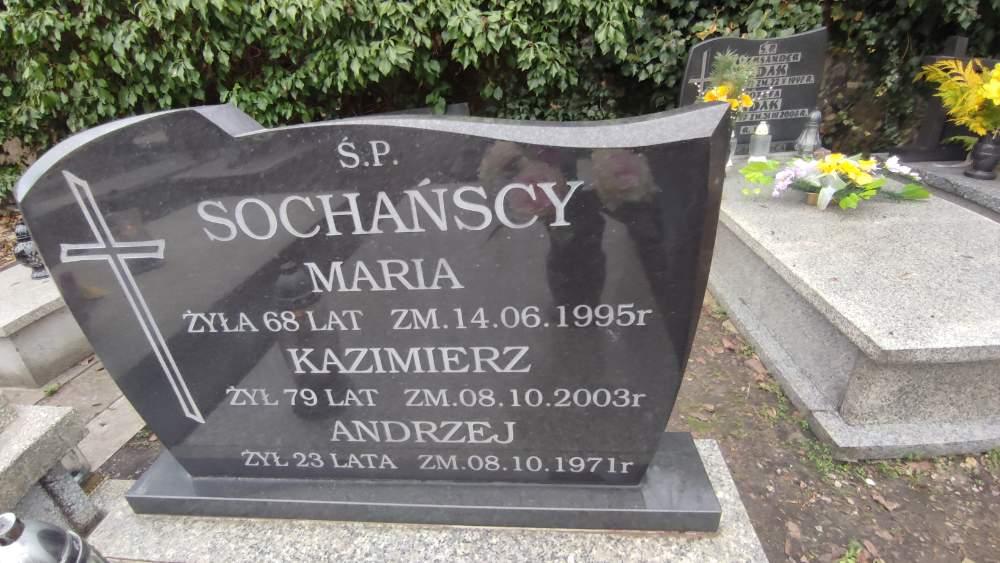 Ś.P.
SOCHAŃSCY
MARIA
ŻYŁA 68 LAT ZM.14.06.1995r
KAZIMIERZ
ŻYŁ 79 LAT ZM.08.10.2003r
ANDRZEJ
ŻYŁ 23 LATA ZM.08.10.1971r
Ś.P.